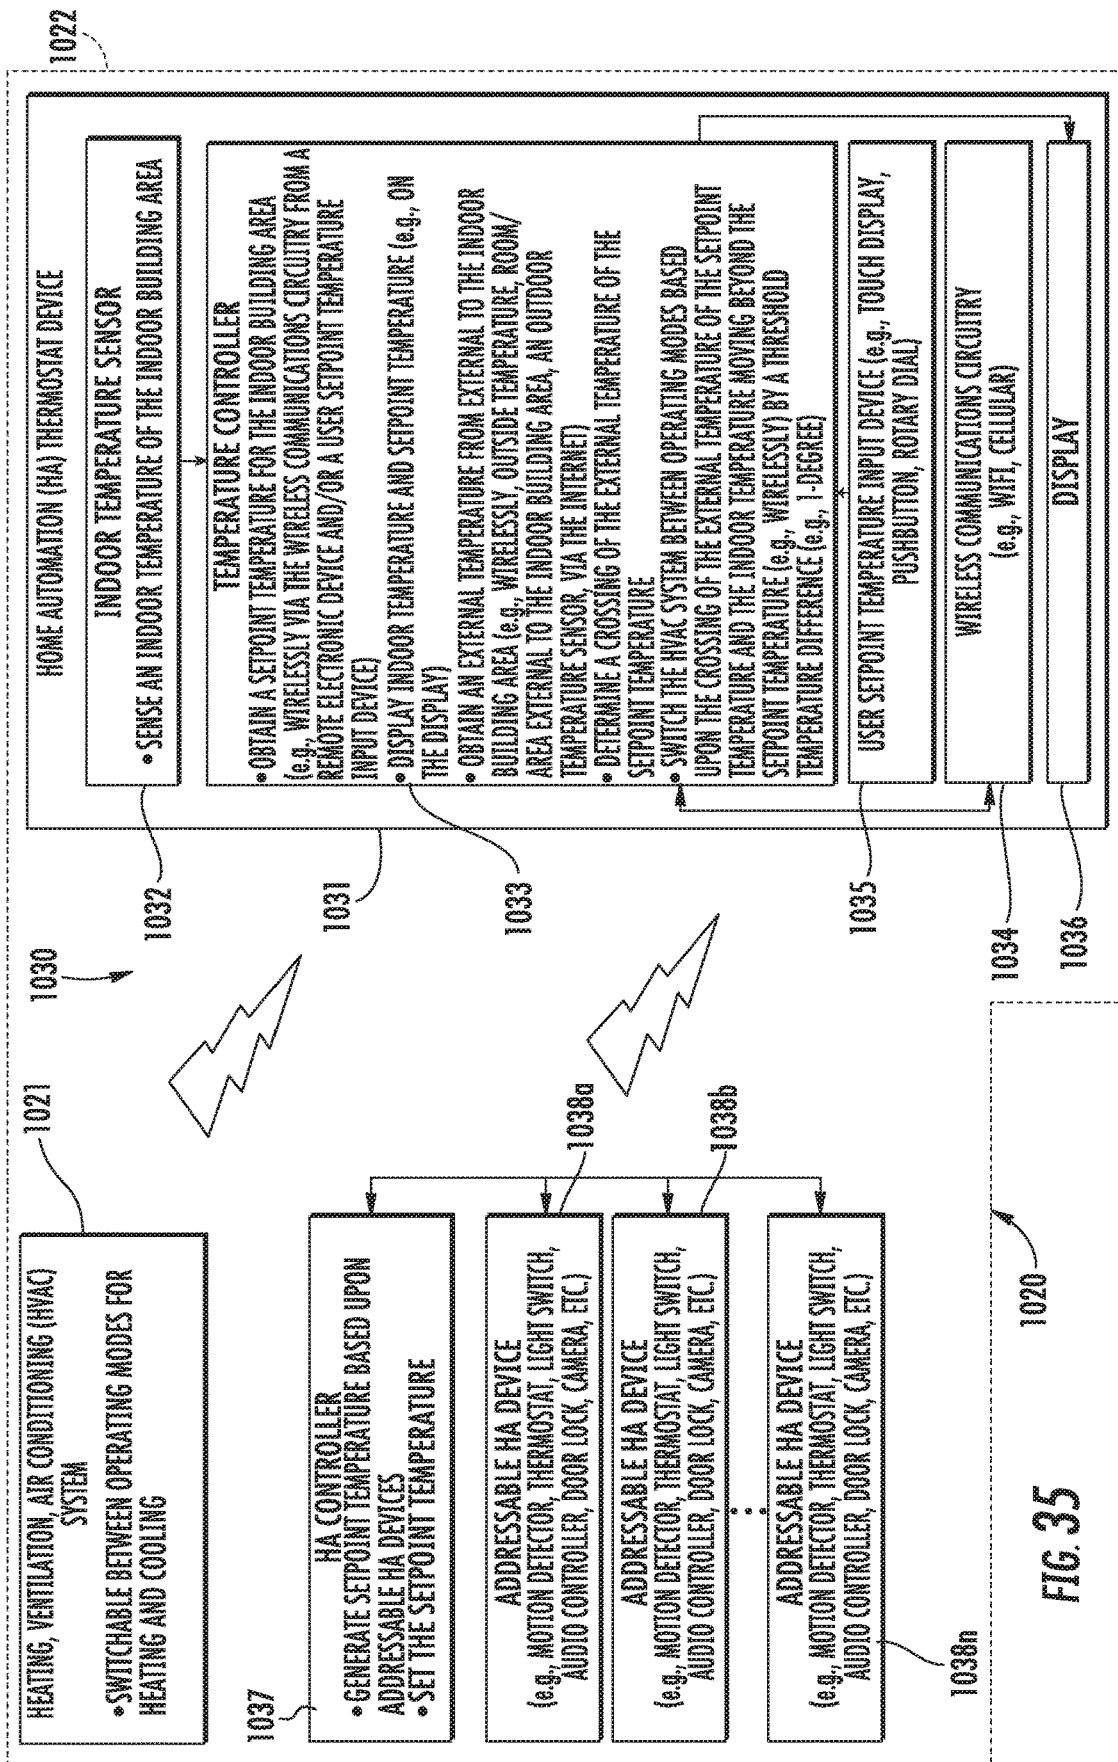 1022
HOME AUTOMATION (HA) THERMOSTAT DEVICE
INDOOR TEMPERATURE SENSOR
• SENSE AN INDOOR TEMPERATURE OF THE INDOOR BUILDING AREA
1032
TEMPERATURE CONTROLLER
• OBTAIN A SETPOINT TEMPERATURE FOR THE INDOOR BUILDING AREA
(e.g., WIRELESSLY VIA THE WIRELESS COMMUNICATIONS CIRCUITRY FROM A
REMOTE ELECTRONIC DEVICE AND/OR A USER SETPOINT TEMPERATURE
INPUT DEVICE)
• DISPLAY INDOOR TEMPERATURE AND SETPOINT TEMPERATURE (e.g., ON
THE DISPLAY)
• OBTAIN AN EXTERNAL TEMPERATURE FROM EXTERNAL TO THE INDOOR
BUILDING AREA (e.g., WIRELESSLY, OUTSIDE TEMPERATURE, ROOM/
AREA EXTERNAL TO THE INDOOR BUILDING AREA, AN OUTDOOR
TEMPERATURE SENSOR, VIA THE INTERNET)
• DETERMINE A CROSSING OF THE EXTERNAL TEMPERATURE OF THE
SETPOINT TEMPERATURE
• SWITCH THE HVAC SYSTEM BETWEEN OPERATING MODES BASED
UPON THE CROSSING OF THE EXTERNAL TEMPERATURE OF THE SETPOINT
TEMPERATURE AND THE INDOOR TEMPERATURE MOVING BEYOND THE
SETPOINT TEMPERATURE (e.g., WIRELESSLY) BY A THRESHOLD
TEMPERATURE DIFFERENCE (e.g., 1-DEGREE)
1031
1033
USER SETPOINT TEMPERATURE INPUT DEVICE (e.g., TOUCH DISPLAY,
PUSHBUTTON, ROTARY DIAL)
1035
WIRELESS COMMUNICATIONS CIRCUITRY
(e.g., WIFI, CELLULAR)
1034
DISPLAY
1036
1030
HEATING, VENTILATION, AIR CONDITIONING (HVAC)
SYSTEM
• SWITCHABLE BETWEEN OPERATING MODES FOR
HEATING AND COOLING
1021
HA CONTROLLER
• GENERATE SETPOINT TEMPERATURE BASED UPON
ADDRESSABLE HA DEVICES
• SET THE SETPOINT TEMPERATURE
1037
ADDRESSABLE HA DEVICE
(e.g., MOTION DETECTOR, THERMOSTAT, LIGHT SWITCH,
AUDIO CONTROLLER, DOOR LOCK, CAMERA, ETC.)
1038a
ADDRESSABLE HA DEVICE
(e.g., MOTION DETECTOR, THERMOSTAT, LIGHT SWITCH,
AUDIO CONTROLLER, DOOR LOCK, CAMERA, ETC.)
1038b
ADDRESSABLE HA DEVICE
(e.g., MOTION DETECTOR, THERMOSTAT, LIGHT SWITCH,
AUDIO CONTROLLER, DOOR LOCK, CAMERA, ETC.)
1038n
1020
FIG. 35